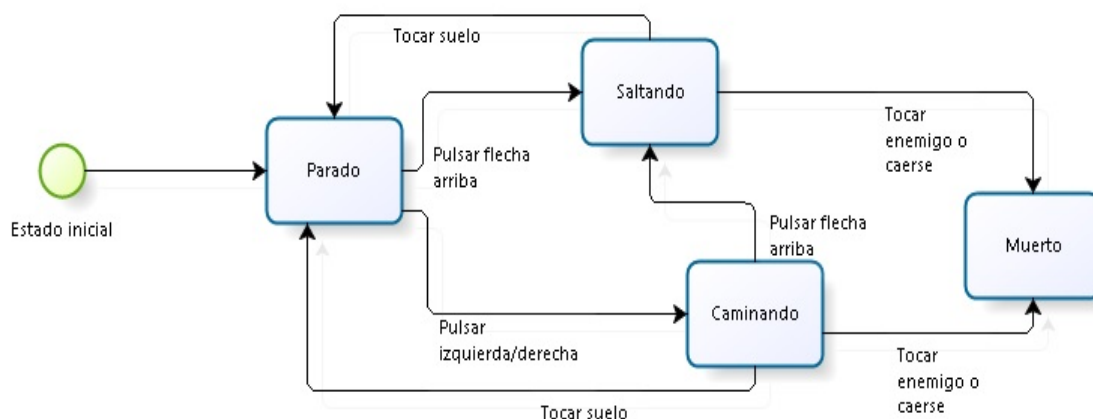 Tocar suelo
Saltando
Tocar
enemigo o
caerse
Pulsar flecha
arriba
Parado
Estado inicial
Pulsar flecha
arriba
Muerto
Caminando
Pulsar
izquierda/derecha
Tocar
enemigo o
caerse
Tocar suelo